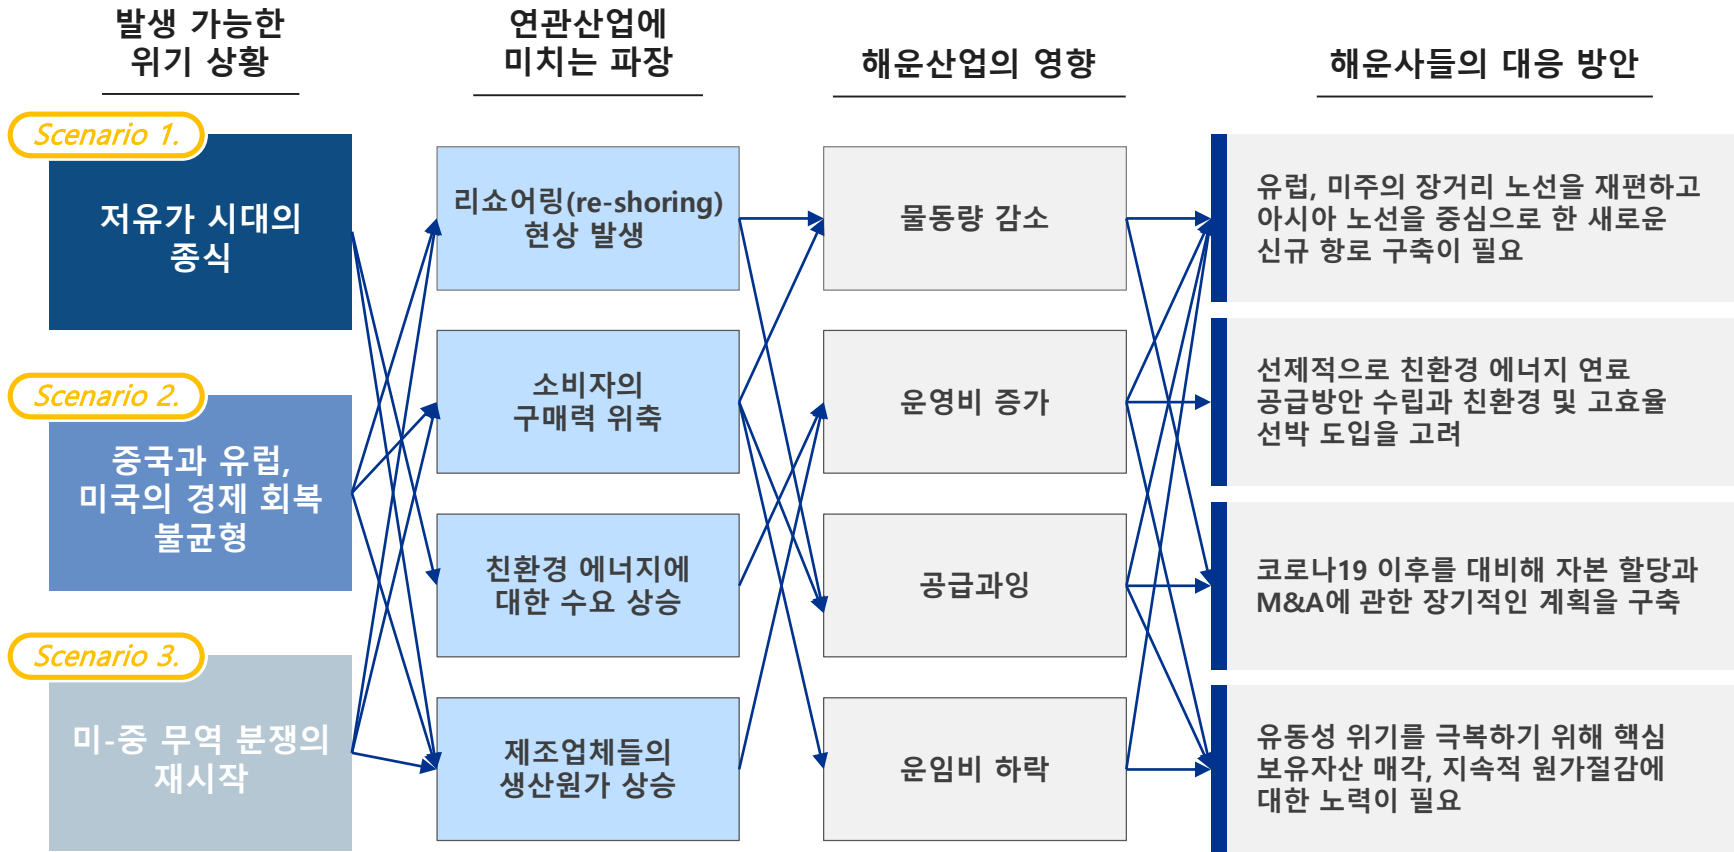 발생 가능한
위기 상황
연관산업에
미치는 파장
해운산업의 영향
해운사들의 대응 방안
Scenario 1.
저유가 시대의
종식
Scenario 2.
중국과 유럽,
미국의 경제 회복
불균형
Scenario 3.
미-중 무역 분쟁의
재시작
리쇼어링(re-shoring)
현상 발생
소비자의
구매력 위축
친환경 에너지에
대한 수요 상승
제조업체들의
생산원가 상승
물동량 감소
운영비 증가
공급과잉
운임비 하락
유럽, 미주의 장거리 노선을 재편하고
아시아 노선을 중심으로 한 새로운
신규 항로 구축이 필요
선제적으로 친환경 에너지 연료
공급방안 수립과 친환경 및 고효율
선박 도입을 고려
코로나19 이후를 대비해 자본 할당과
M&A에 관한 장기적인 계획을 구축
유동성 위기를 극복하기 위해 핵심
보유자산 매각, 지속적 원가절감에
대한 노력이 필요